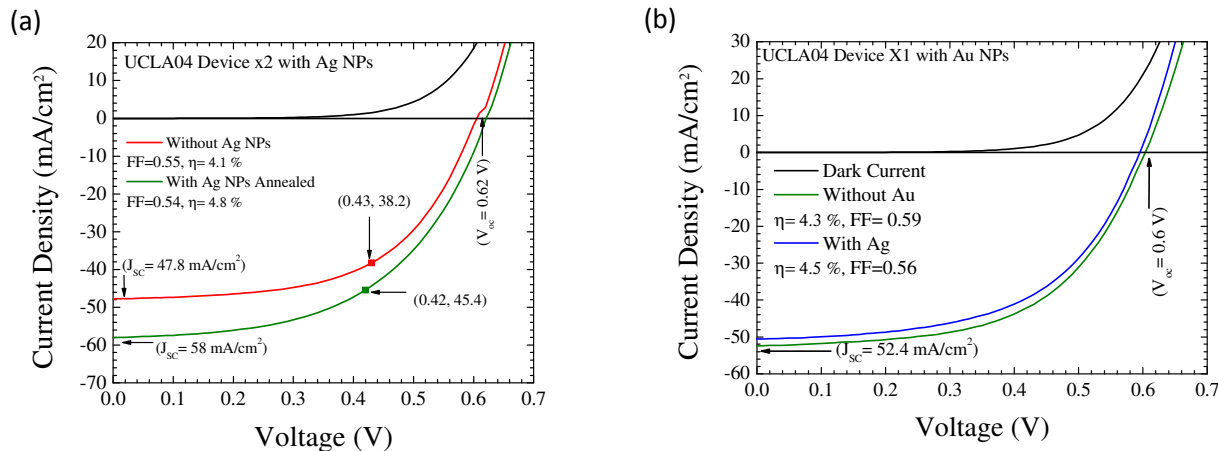 (a)
UCLA04 Device x2 with Ag NPs
Without Ag NPs
FF=0.55, η= 4.1 %
With Ag NPs Annealed
FF=0.54, η= 4.8 %
(0.43, 38.2)
(V_oc = 0.62 V)
(J_SC= 47.8 mA/cm²)
(0.42, 45.4)
(J_SC= 58 mA/cm²)
20
10
0
-10
-20
-30
-40
-50
-60
-70
0.0 0.1 0.2 0.3 0.4 0.5 0.6 0.7
Voltage (V)
Current Density (mA/cm²)
(b)
UCLA04 Device X1 with Au NPs
Dark Current
Without Au
η= 4.3 %, FF= 0.59
With Ag
η= 4.5 %, FF=0.56
(V_oc = 0.6 V)
(J_SC= 52.4 mA/cm²)
30
20
10
0
-10
-20
-30
-40
-50
-60
0.0 0.1 0.2 0.3 0.4 0.5 0.6 0.7
Voltage (V)
Current Density (mA/cm²)